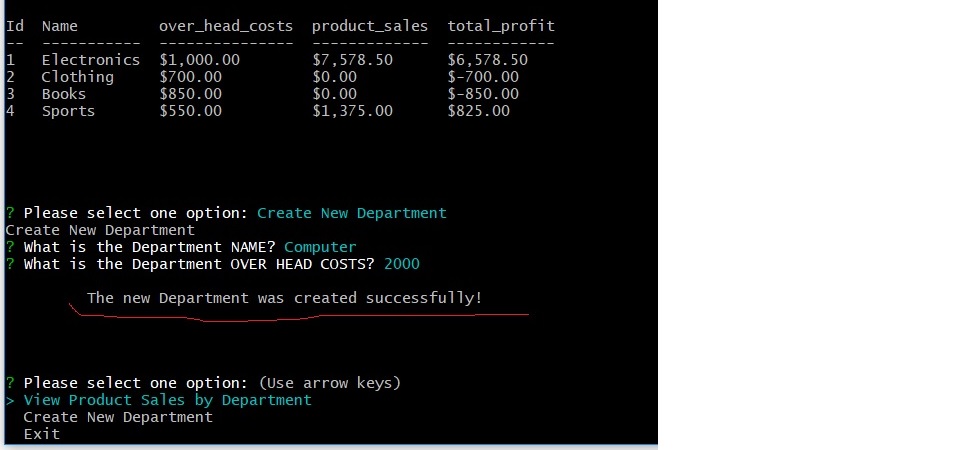 Id  Name         over_head_costs  product_sales  total_profit
--  -----------  ---------------  -------------  ------------
1   Electronics  $1,000.00        $7,578.50      $6,578.50
2   Clothing     $700.00          $0.00          $-700.00
3   Books        $850.00          $0.00          $-850.00
4   Sports       $550.00          $1,375.00      $825.00
? Please select one option: Create New Department
Create New Department
? What is the Department NAME? Computer
? What is the Department OVER HEAD COSTS? 2000
The new Department was created successfully!
? Please select one option: (Use arrow keys)
> View Product Sales by Department
Create New Department
Exit